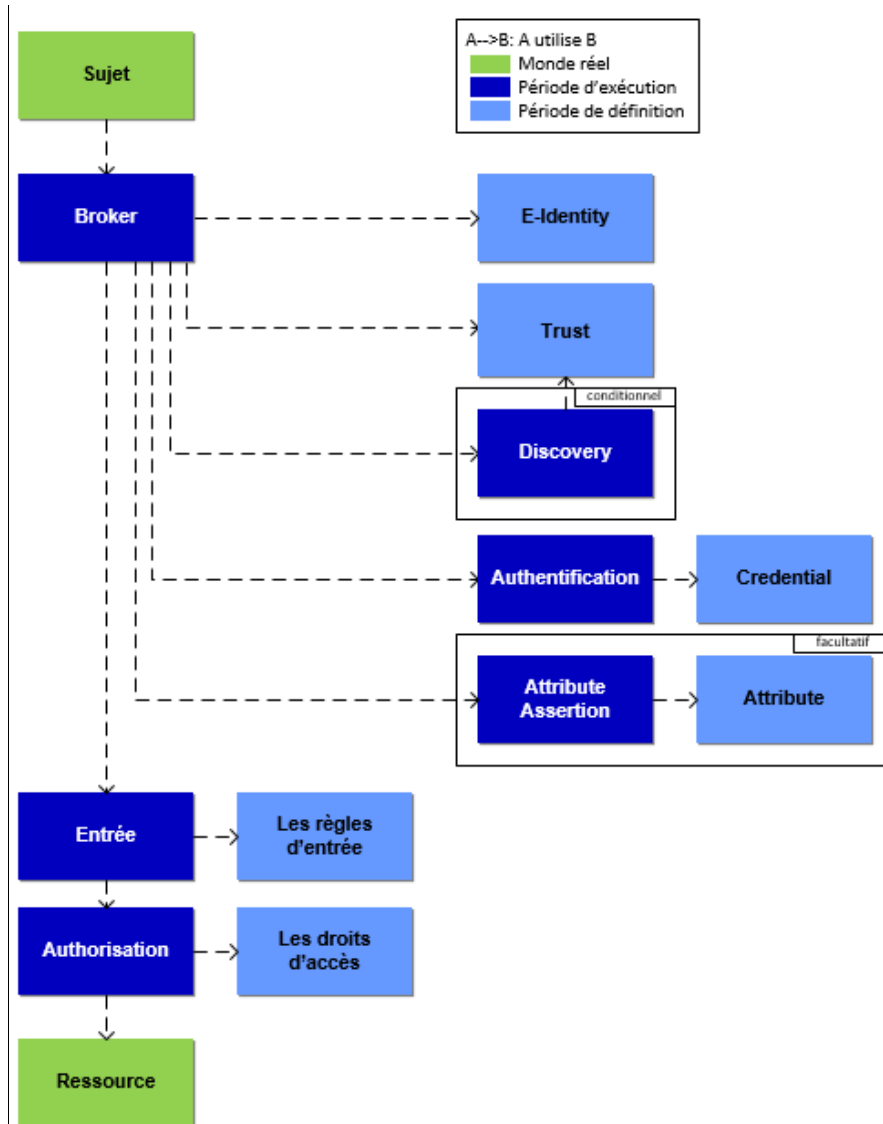 Sujet
A-->B: A utilise B
Monde réel
Période d'exécution
Période de définition
Broker
E-Identity
Trust
conditionnel
Discovery
Authentification
Credential
facultatif
Attribute
Assertion
Attribute
Entrée
Les règles
d'entrée
Authorisation
Les droits
d'accès
Ressource